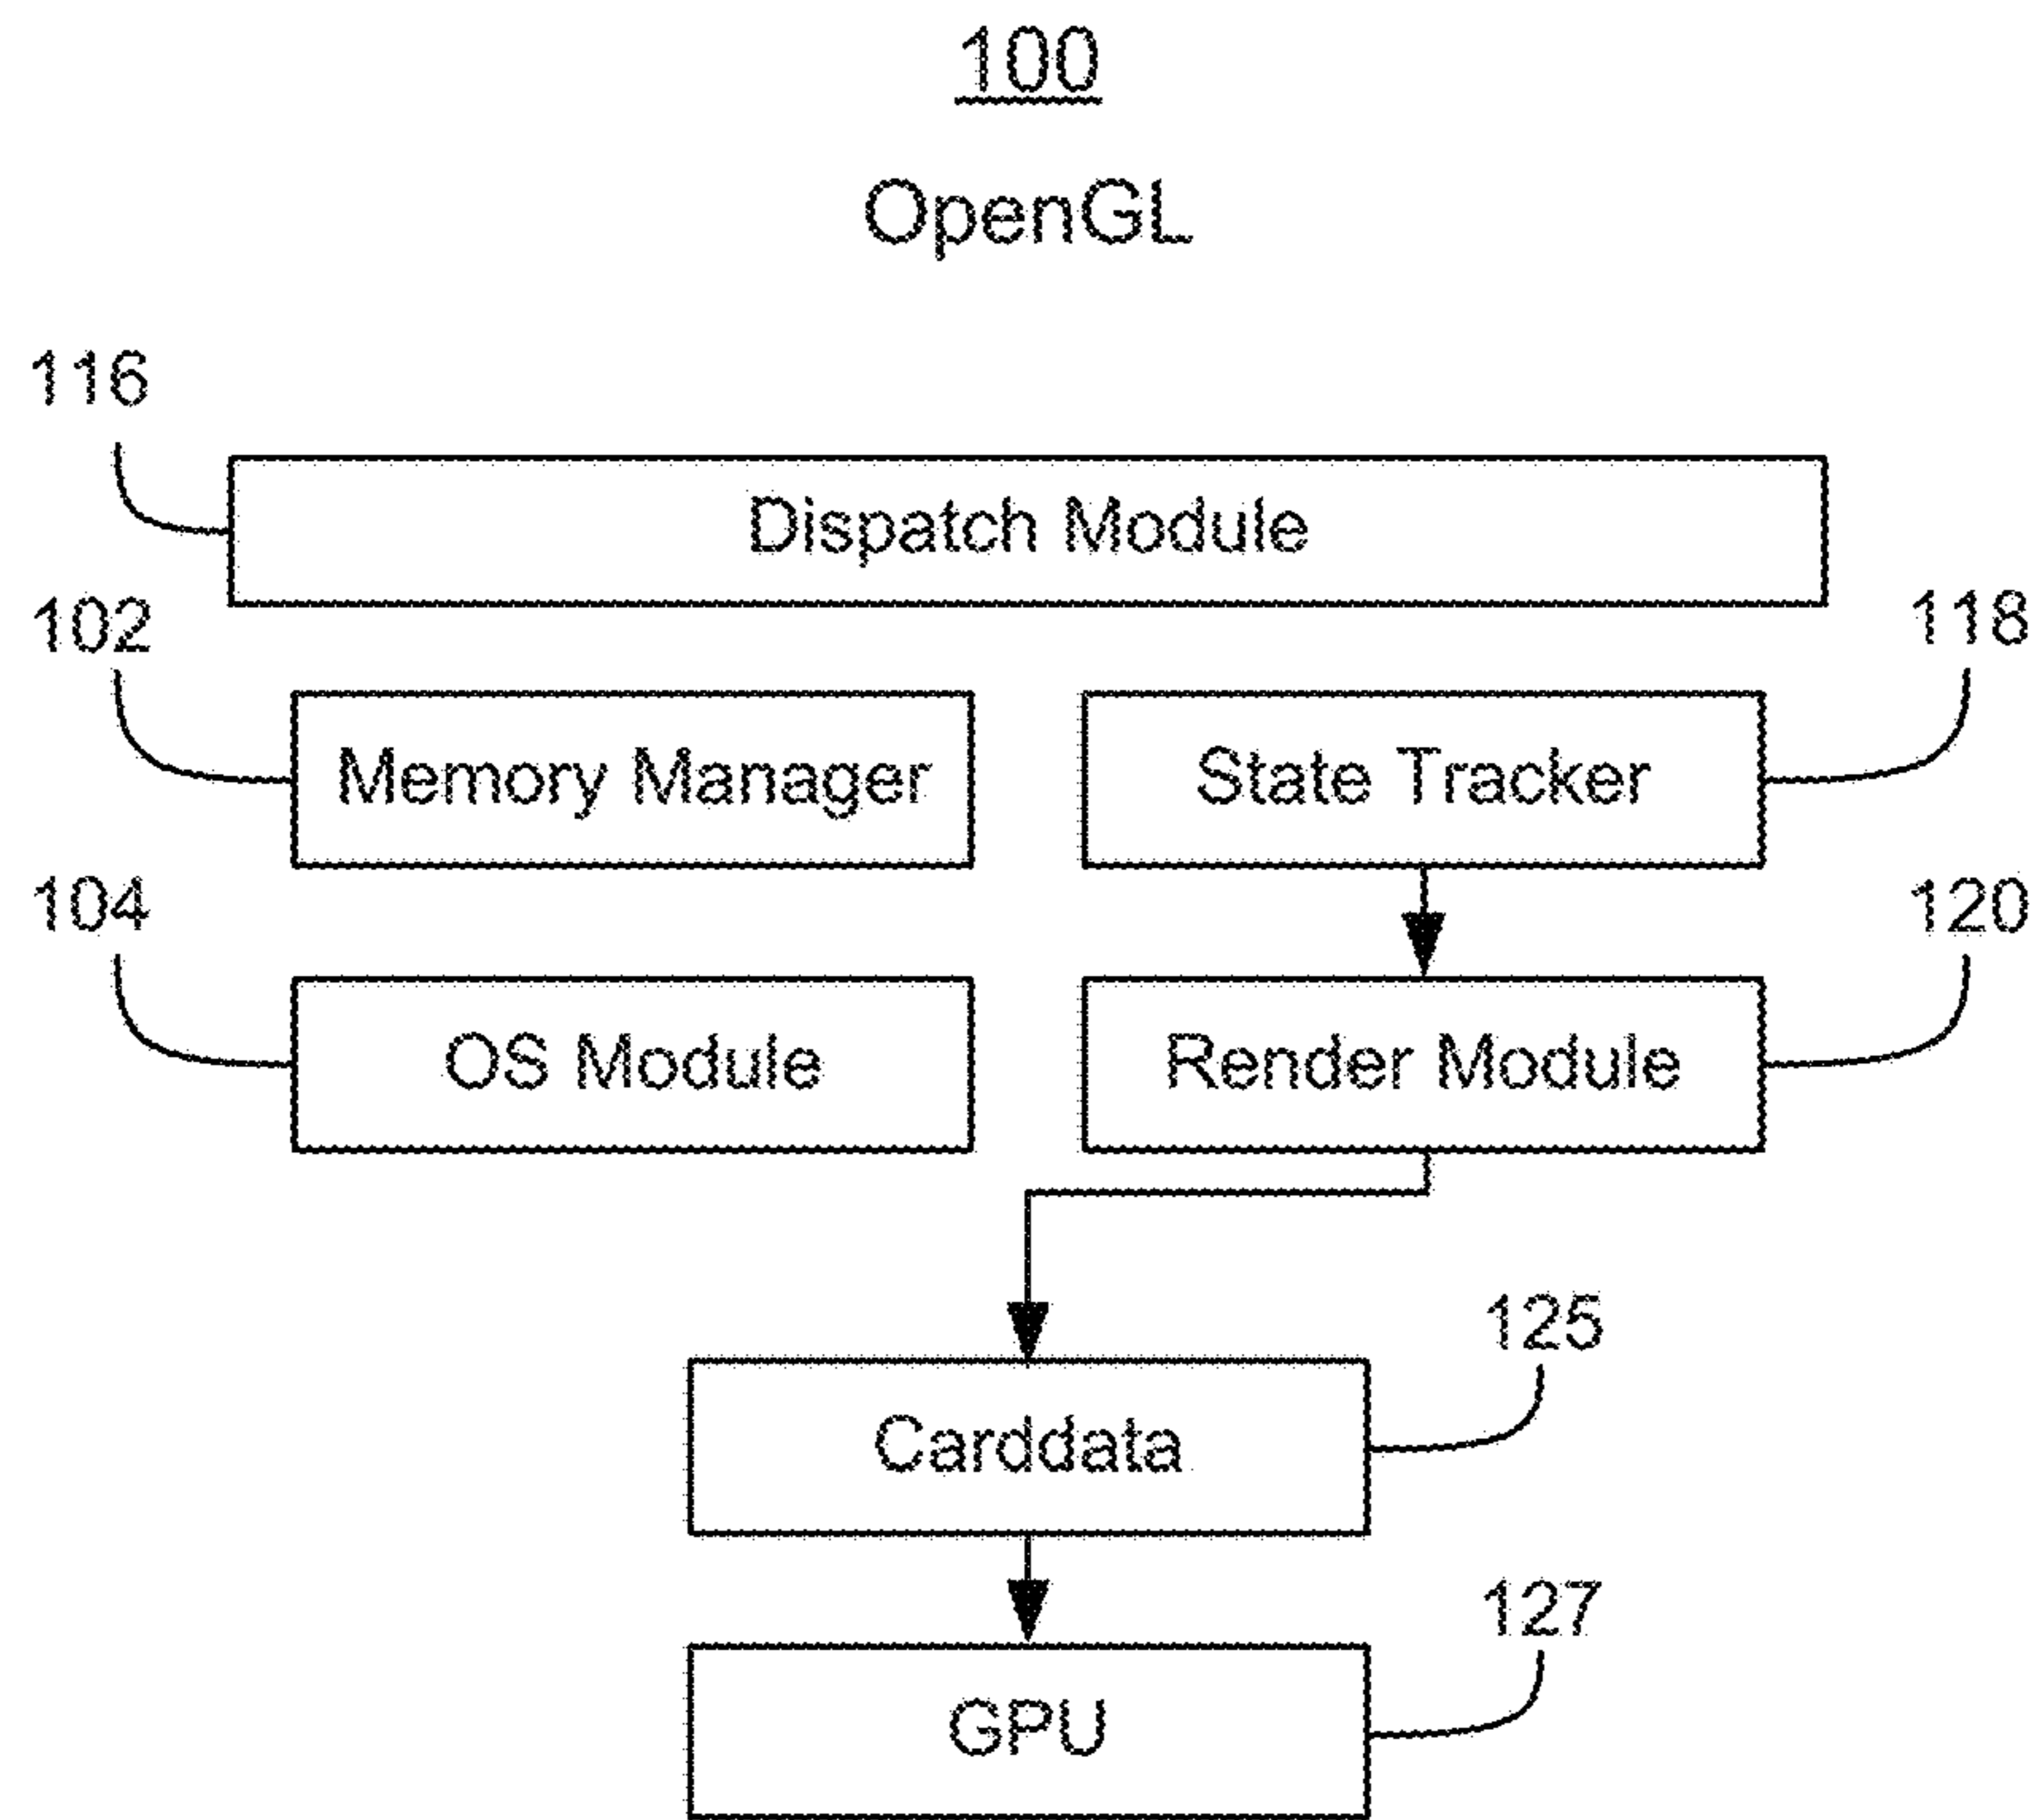 100
OpenGL
116
Dispatch Module
102
118
Memory Manager
State Tracker
104
120
OS Module
Render Module
125
Carddata
127
GPU